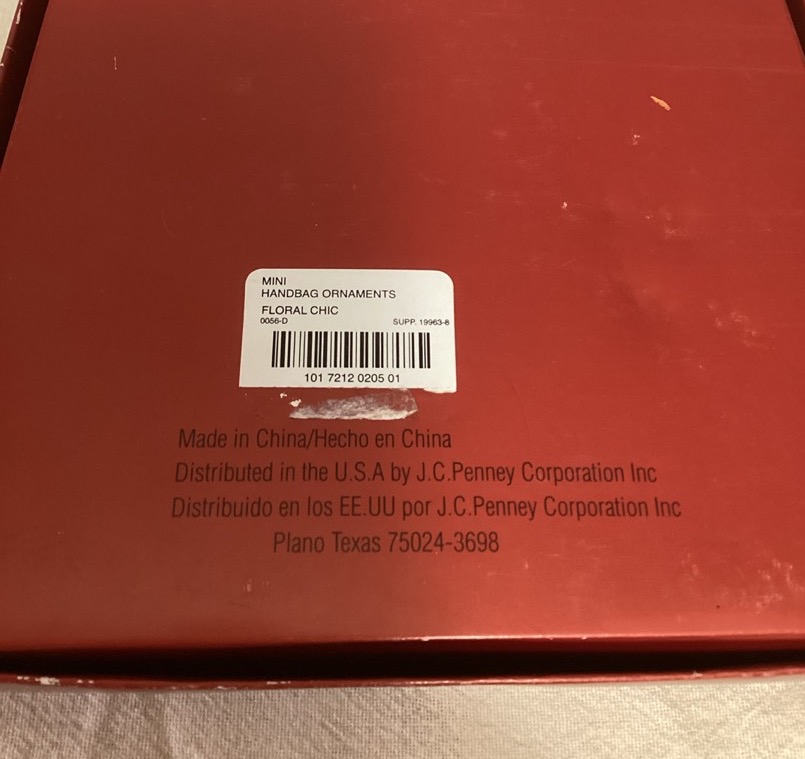 MINI
HANDBAG ORNAMENTS
FLORAL CHIC
0056-D SUPP. 19963-8
101 7212 0205 01
Made in China/Hecho en China
Distributed in the U.S.A by J.C.Penney Corporation Inc
Distribuido en los EE.UU por J.C.Penney Corporation Inc
Plano Texas 75024-3698